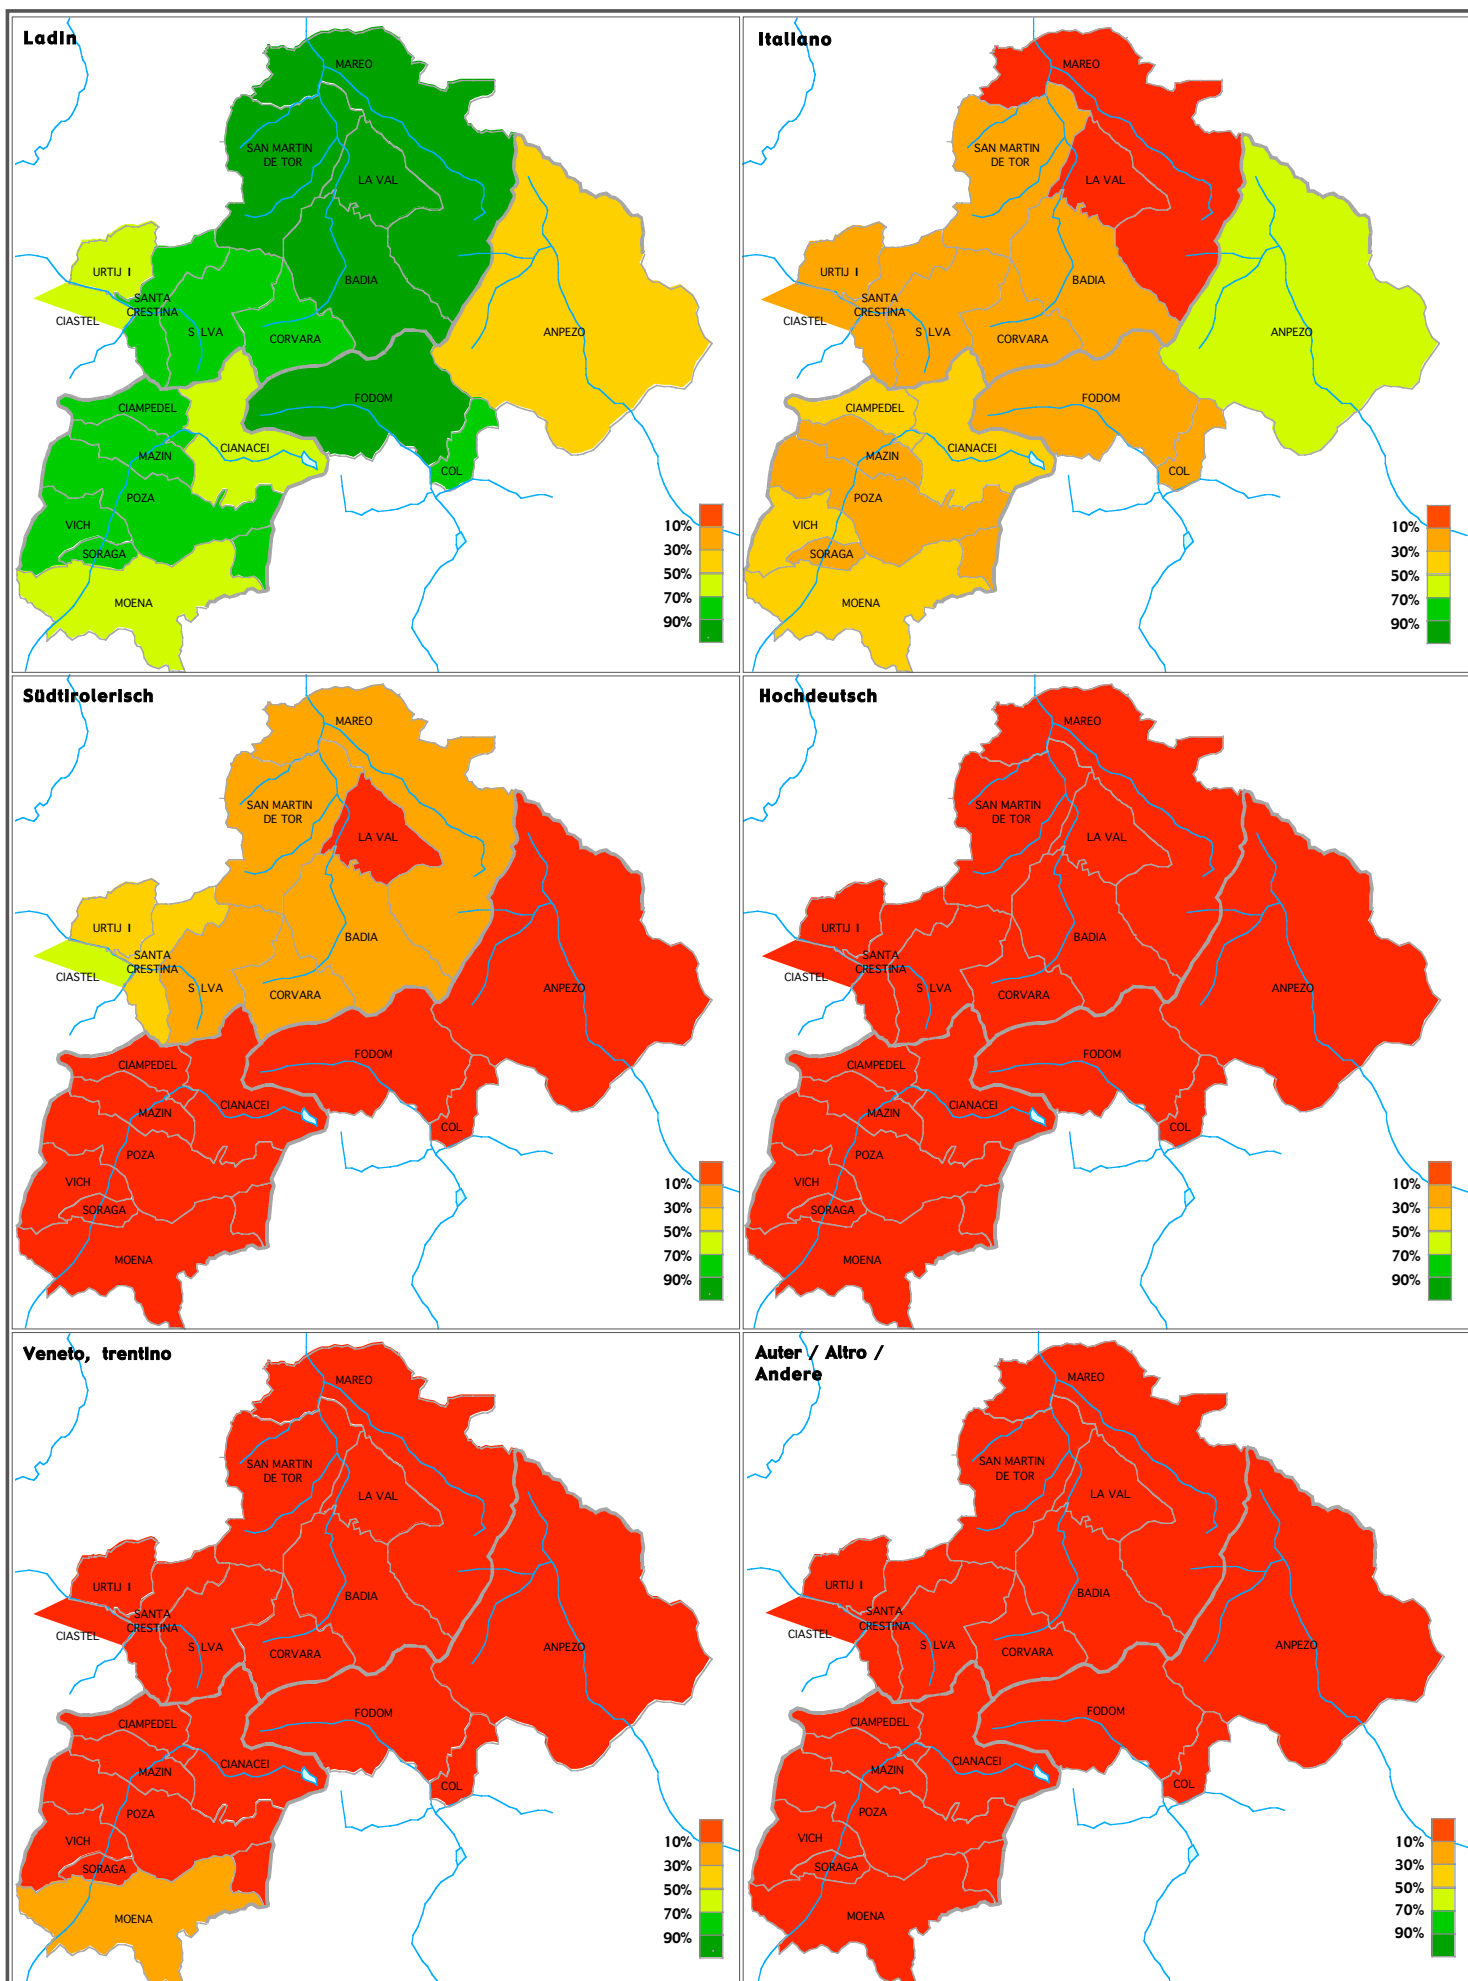 Ladin
MAREO
SAN MARTIN
DE TOR
LA VAL
URTIJ I
SANTA
CRESTINA
CIASTEL
S LVA
BADIA
CORVARA
ANPEZO
FODOM
CIAMPEDEL
CIANACEI
MAZIN
COL
POZA
VICH
SORAGA
MOENA
10%
30%
50%
70%
90%
Italiano
MAREO
SAN MARTIN
DE TOR
LA VAL
URTIJ I
SANTA
CRESTINA
CIASTEL
S LVA
BADIA
CORVARA
ANPEZO
FODOM
CIAMPEDEL
CIANACEI
MAZIN
COL
POZA
VICH
SORAGA
MOENA
10%
30%
50%
70%
90%
Südtirolerisch
MAREO
SAN MARTIN
DE TOR
LA VAL
URTIJ I
SANTA
CRESTINA
CIASTEL
S LVA
BADIA
CORVARA
ANPEZO
FODOM
CIAMPEDEL
CIANACEI
MAZIN
COL
POZA
VICH
SORAGA
MOENA
10%
30%
50%
70%
90%
Hochdeutsch
MAREO
SAN MARTIN
DE TOR
LA VAL
URTIJ I
SANTA
CRESTINA
CIASTEL
S LVA
BADIA
CORVARA
ANPEZO
FODOM
CIAMPEDEL
CIANACEI
MAZIN
COL
POZA
VICH
SORAGA
MOENA
10%
30%
50%
70%
90%
Veneto, trentino
MAREO
SAN MARTIN
DE TOR
LA VAL
URTIJ I
SANTA
CRESTINA
CIASTEL
S LVA
BADIA
CORVARA
ANPEZO
FODOM
CIAMPEDEL
CIANACEI
MAZIN
COL
POZA
VICH
SORAGA
MOENA
10%
30%
50%
70%
90%
Auter / Altro /
Andere
MAREO
SAN MARTIN
DE TOR
LA VAL
URTIJ I
SANTA
CRESTINA
CIASTEL
S LVA
BADIA
CORVARA
ANPEZO
FODOM
CIAMPEDEL
CIANACEI
MAZIN
COL
POZA
VICH
SORAGA
MOENA
10%
30%
50%
70%
90%